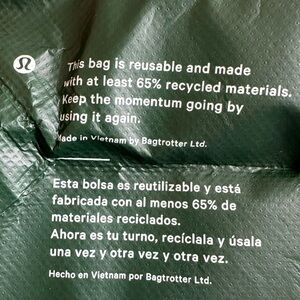 This bag is reusable and made
with at least 65% recycled materials.
Keep the momentum going by
using it again.
Made in Vietnam by Bagtrotter Ltd.
Esta bolsa es reutilizable y está
fabricada con al menos 65% de
materiales reciclados.
Ahora es tu turno, recíclala y úsala
una vez y otra vez y otra vez.
Hecho en Vietnam por Bagtrotter Ltd.